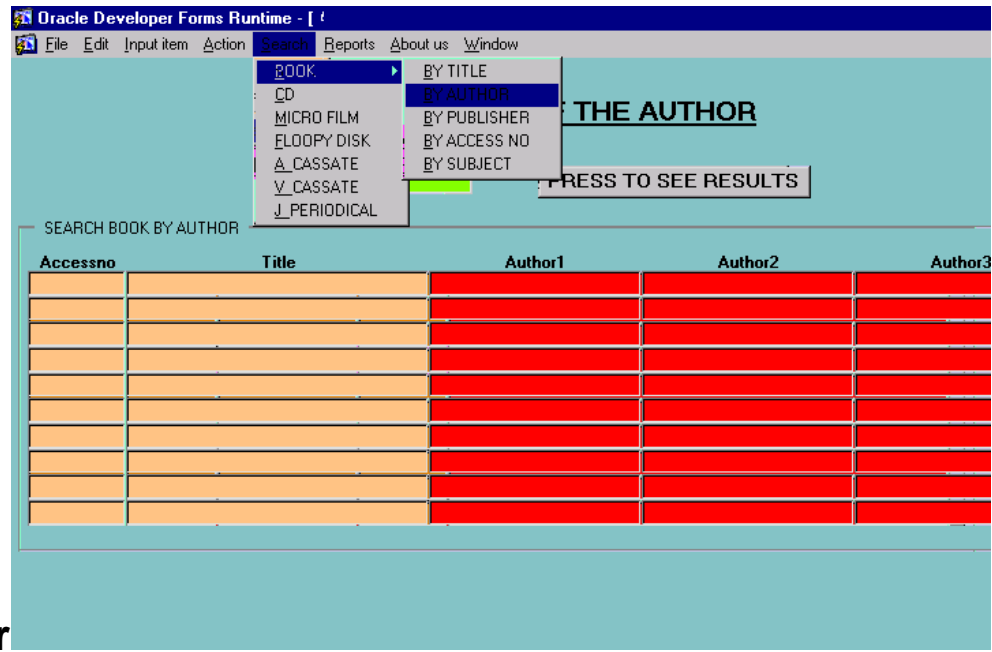 Oracle Developer Forms Runtime - [
File Edit Input item Action Search Reports About us Window
BOOK
CD
MICRO FILM
FLOOPY DISK
A_CASSATE
V_CASSATE
J_PERIODICAL
BY TITLE
BY AUTHOR
BY PUBLISHER
BY ACCESS NO
BY SUBJECT
THE AUTHOR
PRESS TO SEE RESULTS
SEARCH BOOK BY AUTHOR
Accessno Title Author1 Author2 Author3
r